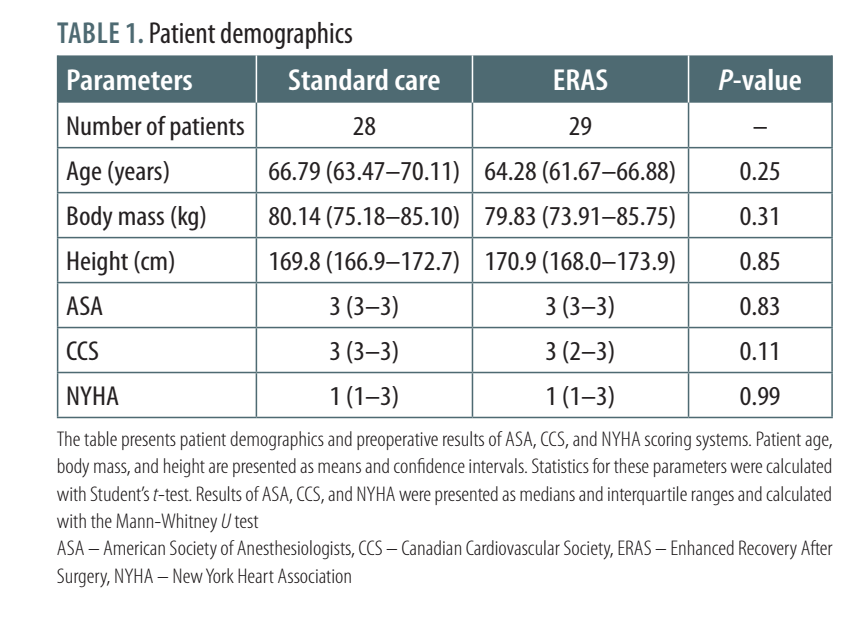 TABLE 1. Patient demographics
Parameters Standard care ERAS P-value
Number of patients 28 29 –
Age (years) 66.79 (63.47–70.11) 64.28 (61.67–66.88) 0.25
Body mass (kg) 80.14 (75.18–85.10) 79.83 (73.91–85.75) 0.31
Height (cm) 169.8 (166.9–172.7) 170.9 (168.0–173.9) 0.85
ASA 3 (3–3) 3 (3–3) 0.83
CCS 3 (3–3) 3 (2–3) 0.11
NYHA 1 (1–3) 1 (1–3) 0.99
The table presents patient demographics and preoperative results of ASA, CCS, and NYHA scoring systems. Patient age,
body mass, and height are presented as means and confidence intervals. Statistics for these parameters were calculated
with Student's t-test. Results of ASA, CCS, and NYHA were presented as medians and interquartile ranges and calculated
with the Mann-Whitney U test
ASA – American Society of Anesthesiologists, CCS – Canadian Cardiovascular Society, ERAS – Enhanced Recovery After
Surgery, NYHA – New York Heart Association